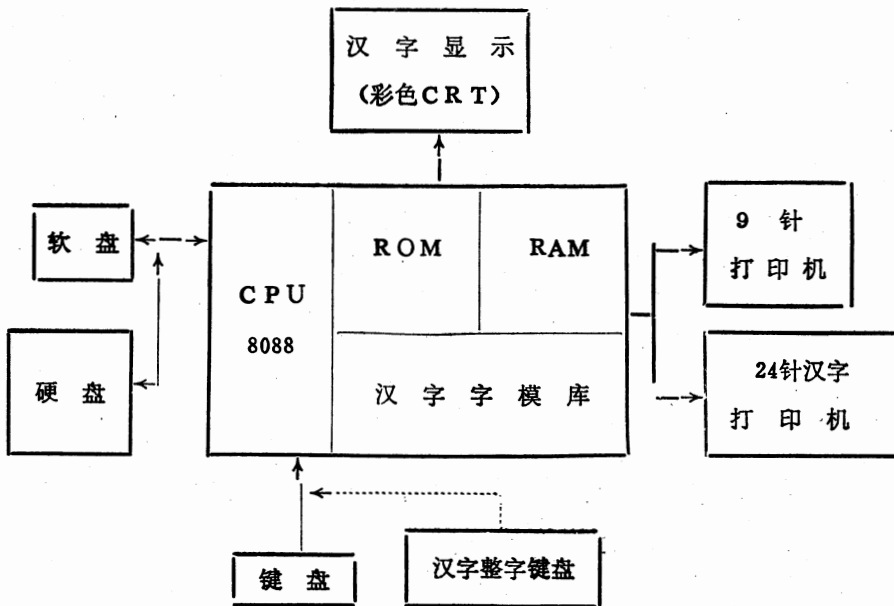 汉字显示
(彩色CRT)
软盘
ROM
RAM
9 针
打印机
CPU
8088
硬盘
汉字字模库
24针汉字
打印机
键盘
汉字整字键盘